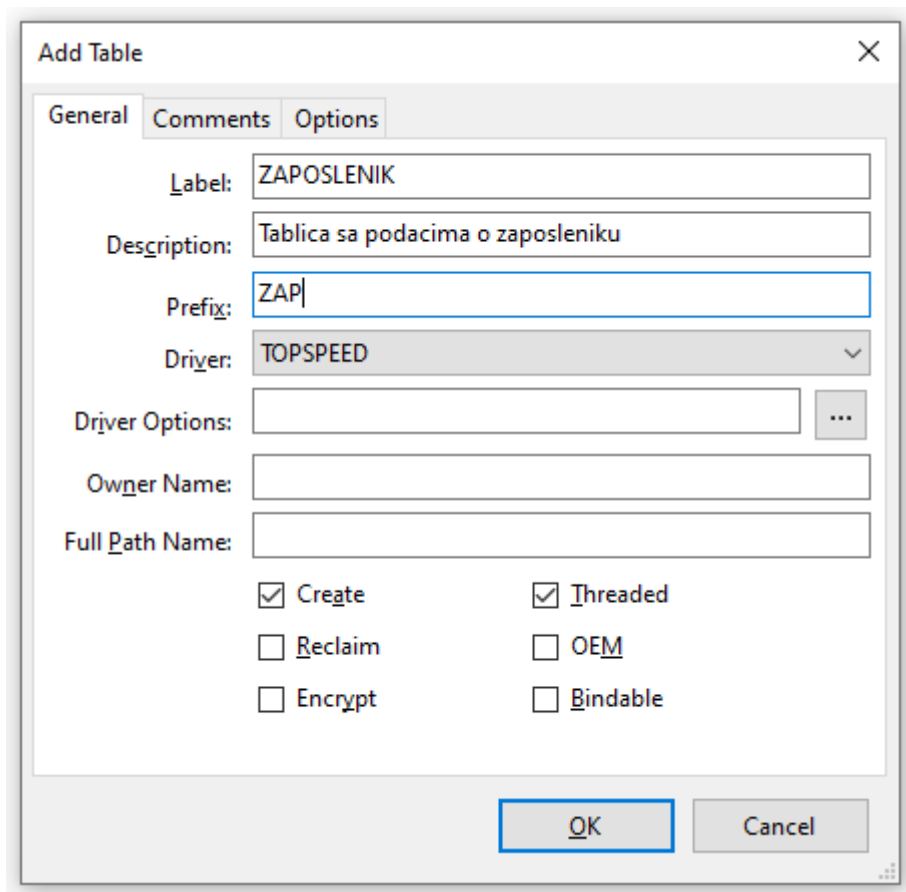 Add Table
General Comments Options
Label: ZAPOSLENIK
Description: Tablica sa podacima o zaposleniku
Prefix: ZAP
Driver: TOPSPEED
Driver Options: ...
Owner Name:
Full Path Name:
Create Threaded
Reclaim OEM
Encrypt Bindable
OK Cancel